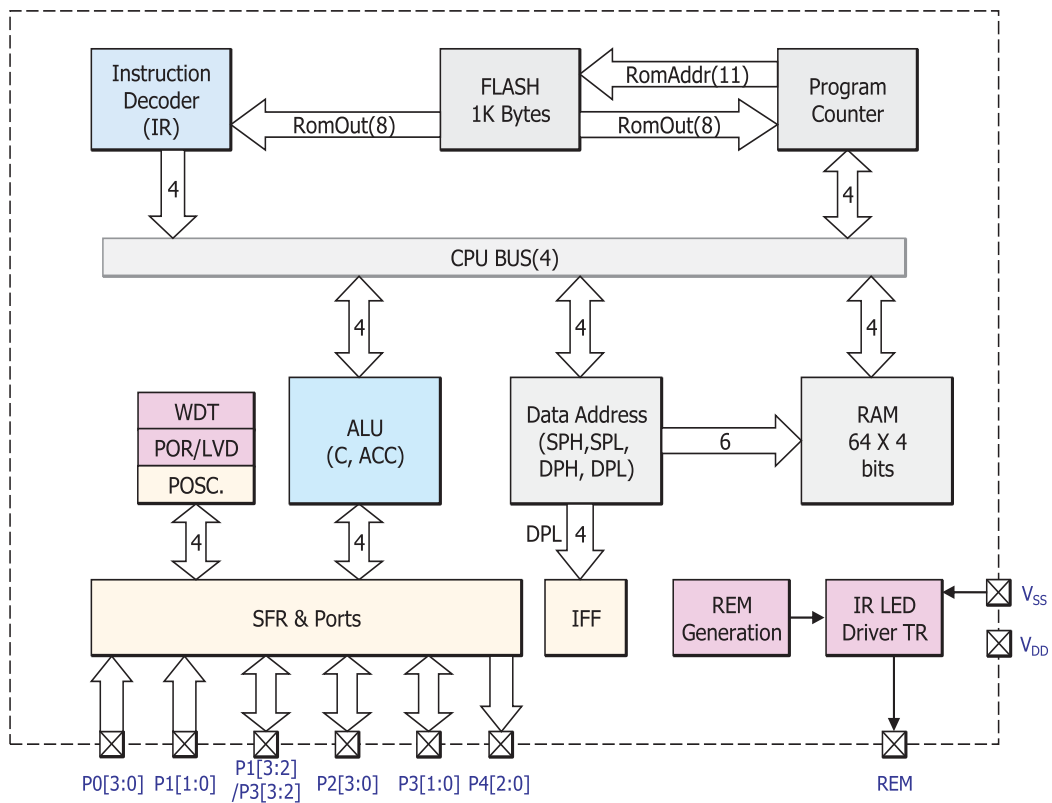 Instruction
Decoder
(IR)
RomOut(8)
FLASH
1K Bytes
RomAddr(11)
RomOut(8)
Program
Counter
4
4
CPU BUS(4)
4
4
4
WDT
POR/LVD
POSC.
ALU
(C, ACC)
Data Address
(SPH,SPL,
DPH, DPL)
6
RAM
64 X 4
bits
4
4
DPL
4
SFR & Ports
IFF
REM
Generation
IR LED
Driver TR
VSS
VDD
P0[3:0]
P1[1:0]
P1[3:2]
/P3[3:2]
P2[3:0]
P3[1:0]
P4[2:0]
REM